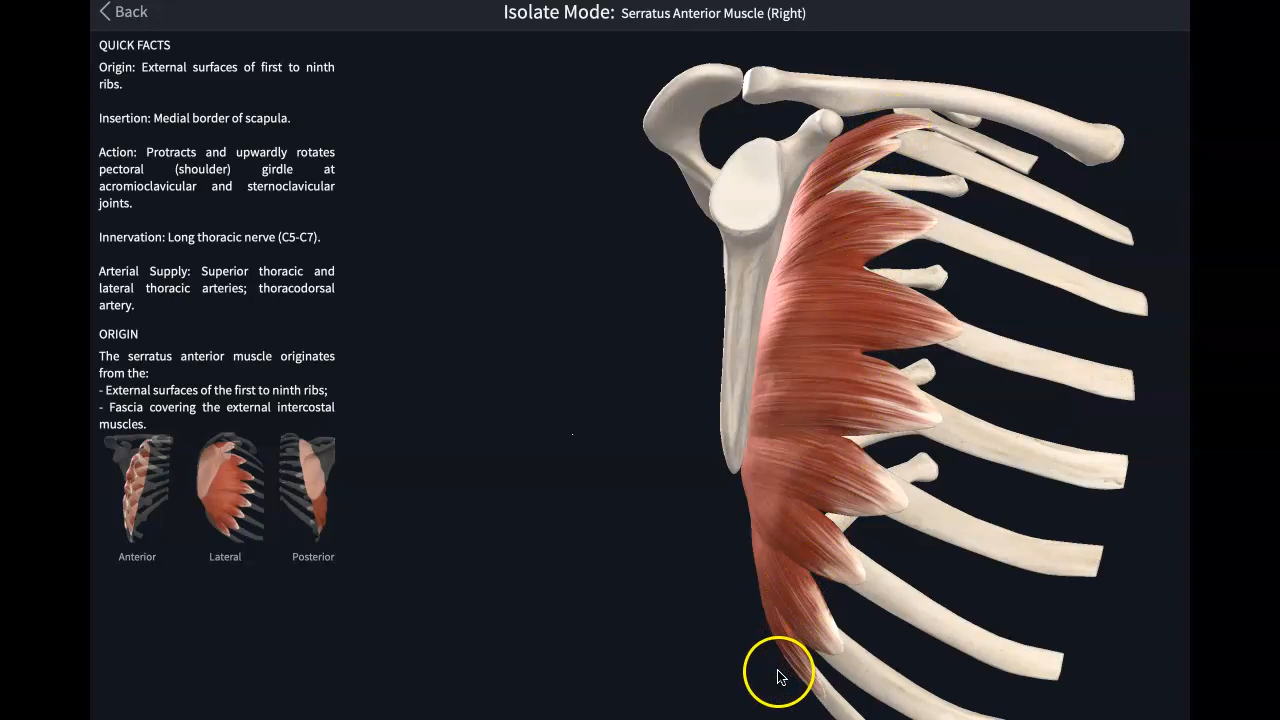 Back
Isolate Mode: Serratus Anterior Muscle (Right)
QUICK FACTS
Origin: External surfaces of first to ninth
ribs.
Insertion: Medial border of scapula.
Action: Protracts and upwardly rotates
pectoral (shoulder) girdle at
acromioclavicular and sternoclavicular
joints.
Innervation: Long thoracic nerve (C5-C7).
Arterial Supply: Superior thoracic and
lateral thoracic arteries; thoracodorsal
artery.
ORIGIN
The serratus anterior muscle originates
from the:
- External surfaces of the first to ninth ribs;
- Fascia covering the external intercostal
muscles.
Anterior Lateral Posterior